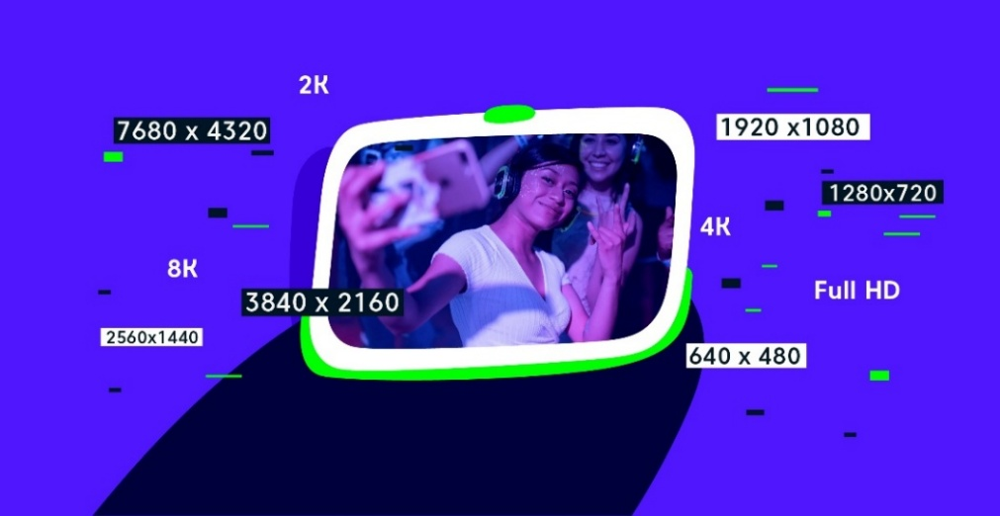 2K
7680 x 4320
1920 x1080
1280x720
4K
8K
Full HD
3840 x 2160
2560x1440
640 x 480